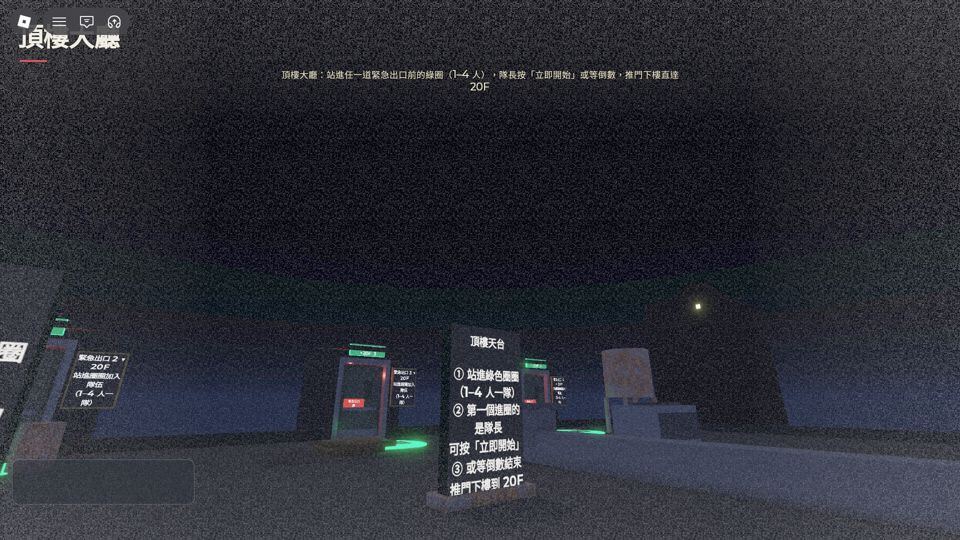 頂樓大廳
頂樓大廳：站進任一道緊急出口前的綠圈（1–4 人），隊長按「立即開始」或等倒數，推門下樓直達
20F
緊急出口 2
20F
站進圈圈加入
隊伍
(1–4 人一
隊)
圈
頂樓天台
① 站進綠色圈圈
(1–4 人一隊)
② 第一個進圈的
是隊長
可按「立即開始」
③ 或等倒數結束
推門下樓到 20F